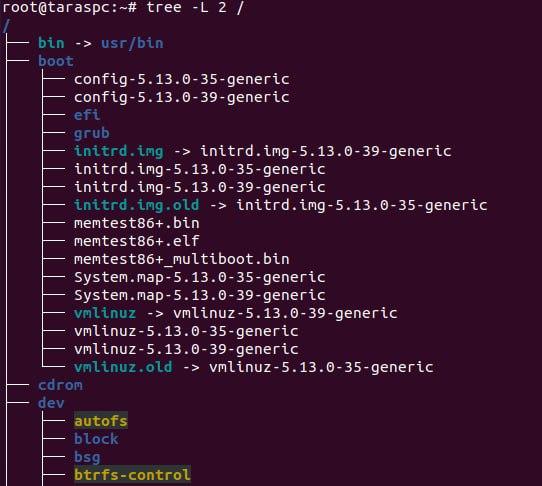 root@taraspc:~# tree -L 2 /
/
├── bin -> usr/bin
├── boot
│   ├── config-5.13.0-35-generic
│   ├── config-5.13.0-39-generic
│   ├── efi
│   ├── grub
│   ├── initrd.img -> initrd.img-5.13.0-39-generic
│   ├── initrd.img-5.13.0-35-generic
│   ├── initrd.img-5.13.0-39-generic
│   ├── initrd.img.old -> initrd.img-5.13.0-35-generic
│   ├── memtest86+.bin
│   ├── memtest86+.elf
│   ├── memtest86+_multiboot.bin
│   ├── System.map-5.13.0-35-generic
│   ├── System.map-5.13.0-39-generic
│   ├── vmlinuz -> vmlinuz-5.13.0-39-generic
│   ├── vmlinuz-5.13.0-35-generic
│   ├── vmlinuz-5.13.0-39-generic
│   └── vmlinuz.old -> vmlinuz-5.13.0-35-generic
├── cdrom
├── dev
│   ├── autofs
│   ├── block
│   ├── bsg
│   ├── btrfs-control